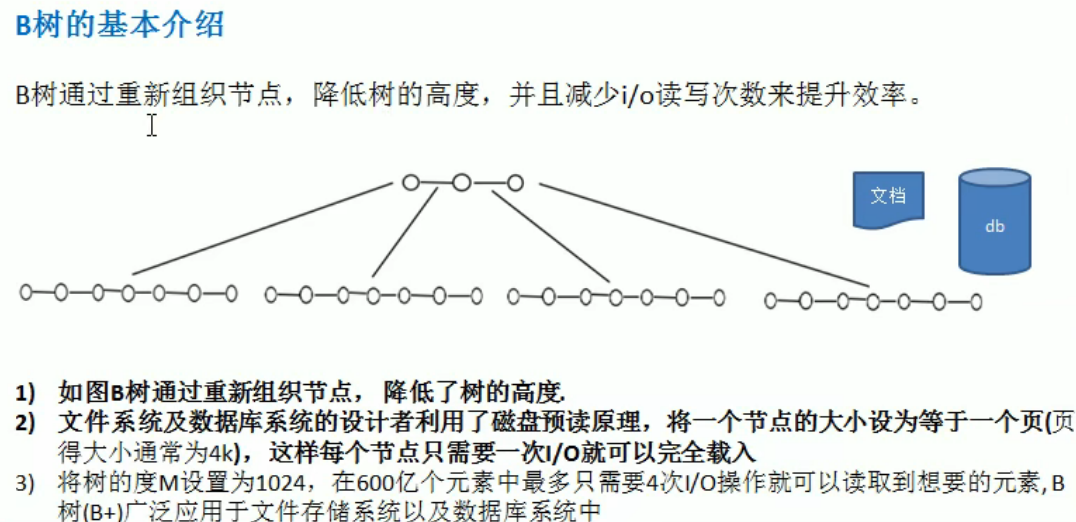 B树的基本介绍
B树通过重新组织节点，降低树的高度，并且减少i/o读写次数来提升效率。
文档
db
1) 如图B树通过重新组织节点， 降低了树的高度.
2) 文件系统及数据库系统的设计者利用了磁盘预读原理，将一个节点的大小设为等于一个页(页
得大小通常为4k)，这样每个节点只需要一次I/O就可以完全载入
3) 将树的度M设置为1024，在600亿个元素中最多只需要4次I/O操作就可以读取到想要的元素, B
树(B+)广泛应用于文件存储系统以及数据库系统中